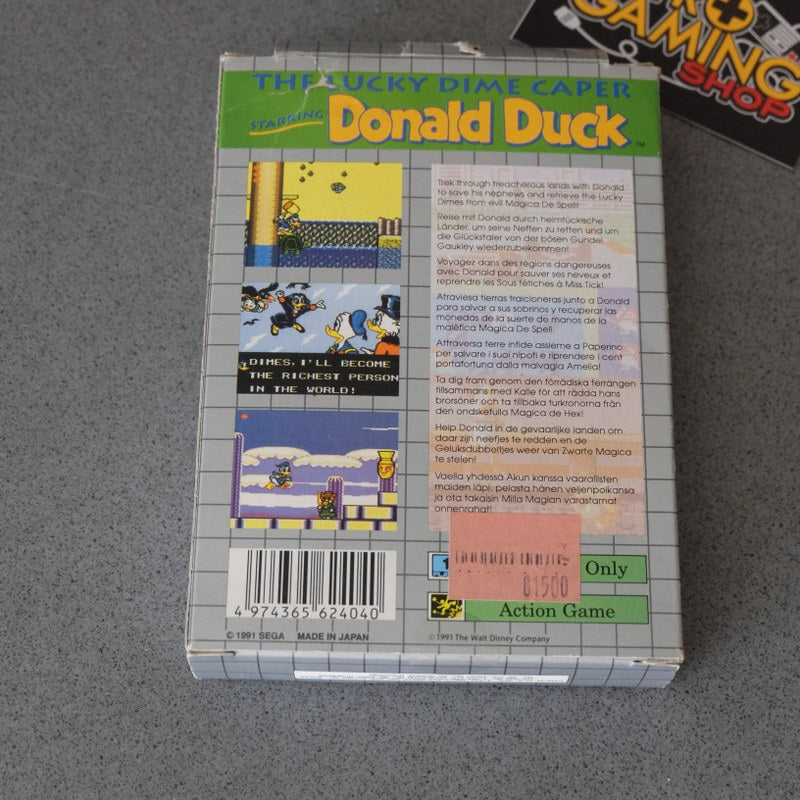 GAMING
SHOP
THE LUCKY DIME CAPER
STARRING Donald Duck ™
Trek through treacherous lands with Donald
to save his nephews and retrieve the Lucky
Dimes from evil Magica De Spell!
Reise mit Donald durch heimtückische
Länder, um seine Neffen zu retten und um
die Glückstaler von der bösen Gundel
Gaukley wiederzubekommen!
Voyagez dans des régions dangereuses
avec Donald pour sauver ses neveux et
reprendre les Sous fétiches à Miss Tick!
Atraviesa tierras traicioneras junto a Donald
para salvar a sus sobrinos y recuperar las
monedas de la suerte de manos de la
maléfica Magica De Spell.
Attraversa terre infide assieme a Paperino
per salvare i suoi nipoti e riprendere i cent
portafortuna dalla malvagia Amelia!
Ta dig fram genom den förrädiska terrängen
tillsammans med Kalle för att rädda hans
brorsöner och ta tillbaka turkronorna från
den ondskefulla Magica de Hex!
Help Donald in de gevaarlijke landen om
daar zijn neefjes te redden en de
Geluksdubbeltjes weer van Zwarte Magica
te stelen!
Vaella yhdessä Akun kanssa vaarallisten
maiden läpi, pelasta hänen veljenpoikansa
ja ota takaisin Milla Magian varastamat
onnenrahat!
DIMES, I'LL BECOME
THE RICHEST PERSON
IN THE WORLD!
1
Only
81500
Action Game
4 974365 624040
© 1991 SEGA MADE IN JAPAN
© 1991 The Walt Disney Company